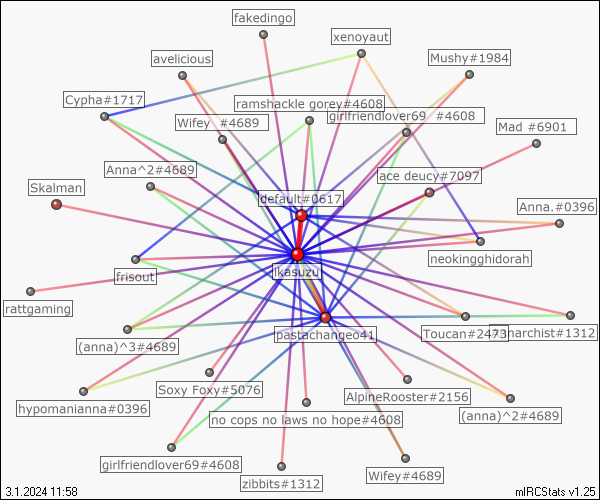 fakedingo
xenoyaut
avelicious
Mushy#1984
Cypha#1717
ramshackle gorey#4608
Wifey  #4689
girlfriendlover69  #4608
Mad #6901
Anna^2#4689
ace deucy#7097
Skalman
default#0617
Anna.#0396
neokingghidorah
ikasuzu
frisout
rattgaming
pastachangeo41
Toucan#2473
narchist#1312
(anna)^3#4689
Soxy Foxy#5076
AlpineRooster#2156
hypomanianna#0396
no cops no laws no hope#4608
(anna)^2#4689
girlfriendlover69#4608
Wifey#4689
zibbits#1312
3.1.2024 11:58
mIRCStats v1.25